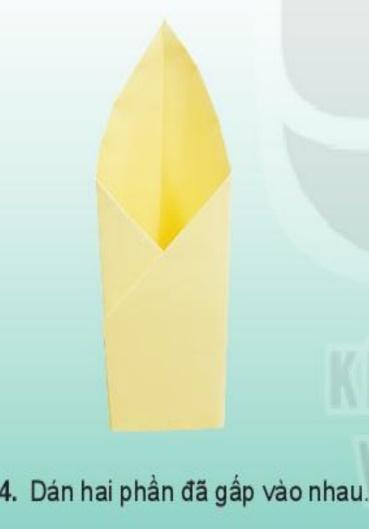 4. Dán hai phần đã gấp vào nhau.